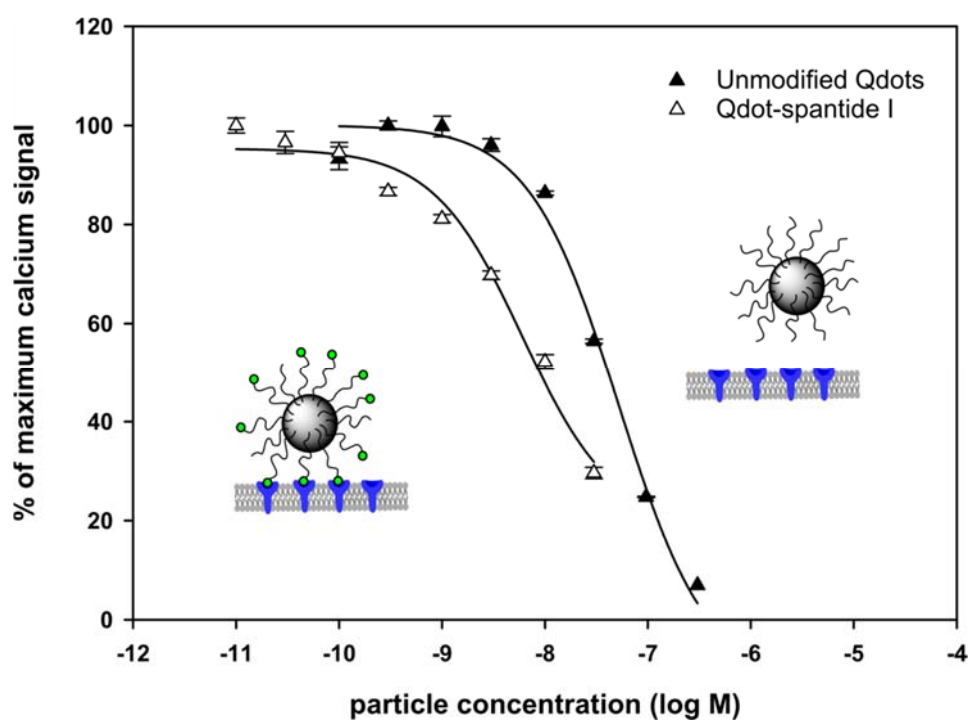 120
100
80
60
40
20
0
% of maximum calcium signal
Unmodified Qdots
Qdot-spantide I
-12 -11 -10 -9 -8 -7 -6 -5 -4
particle concentration (log M)